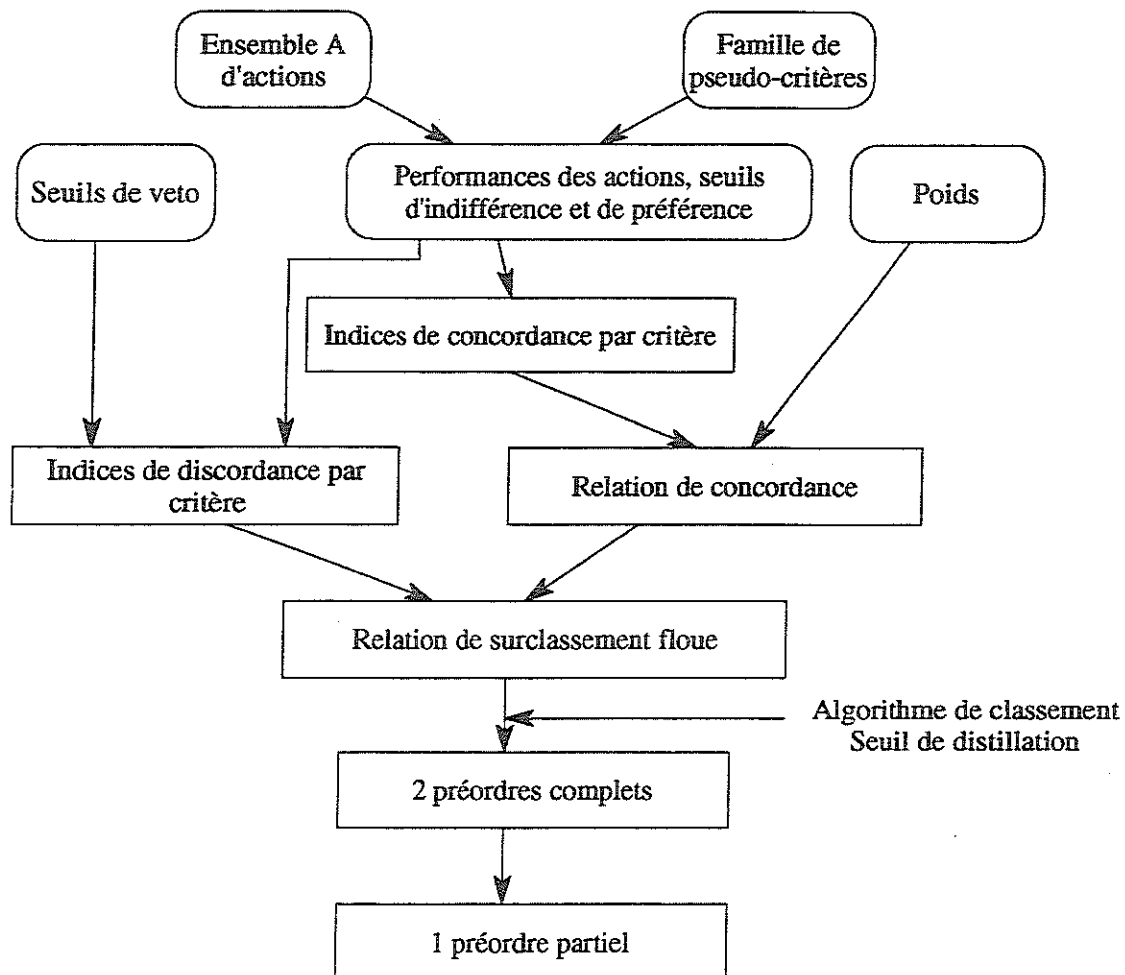 Ensemble A
d'actions
Famille de
pseudo-critères
Seuils de veto
Performances des actions, seuils
d'indifférence et de préférence
Poids
Indices de concordance par critère
Indices de discordance par
critère
Relation de concordance
Relation de surclassement floue
Algorithme de classement
Seuil de distillation
2 préordres complets
1 préordre partiel